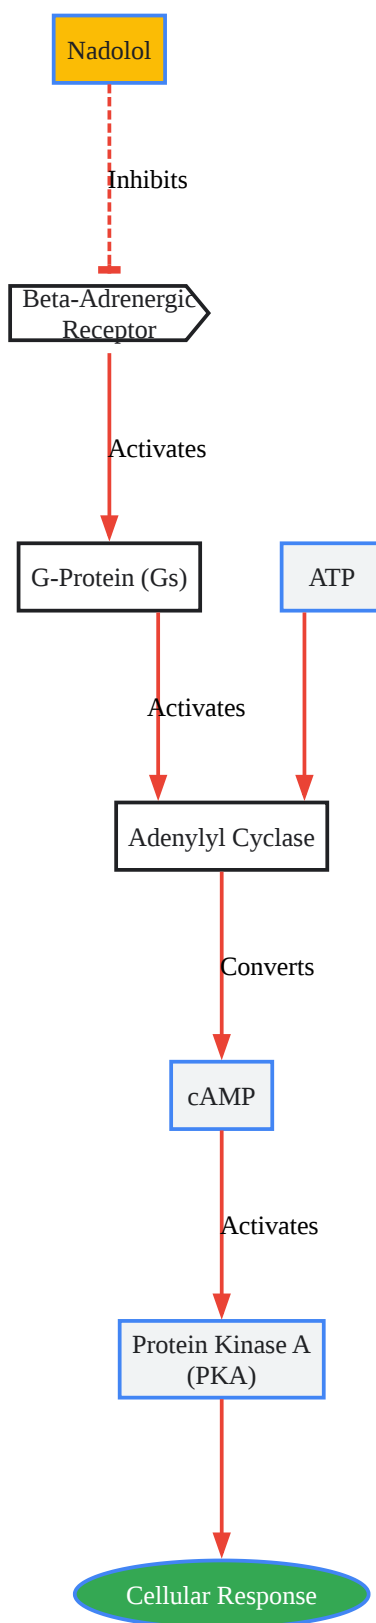 Nadolol
Inhibits
Beta-Adrenergic
Receptor
Activates
G-Protein (Gs)
ATP
Activates
Adenylyl Cyclase
Converts
cAMP
Activates
Protein Kinase A
(PKA)
Cellular Response